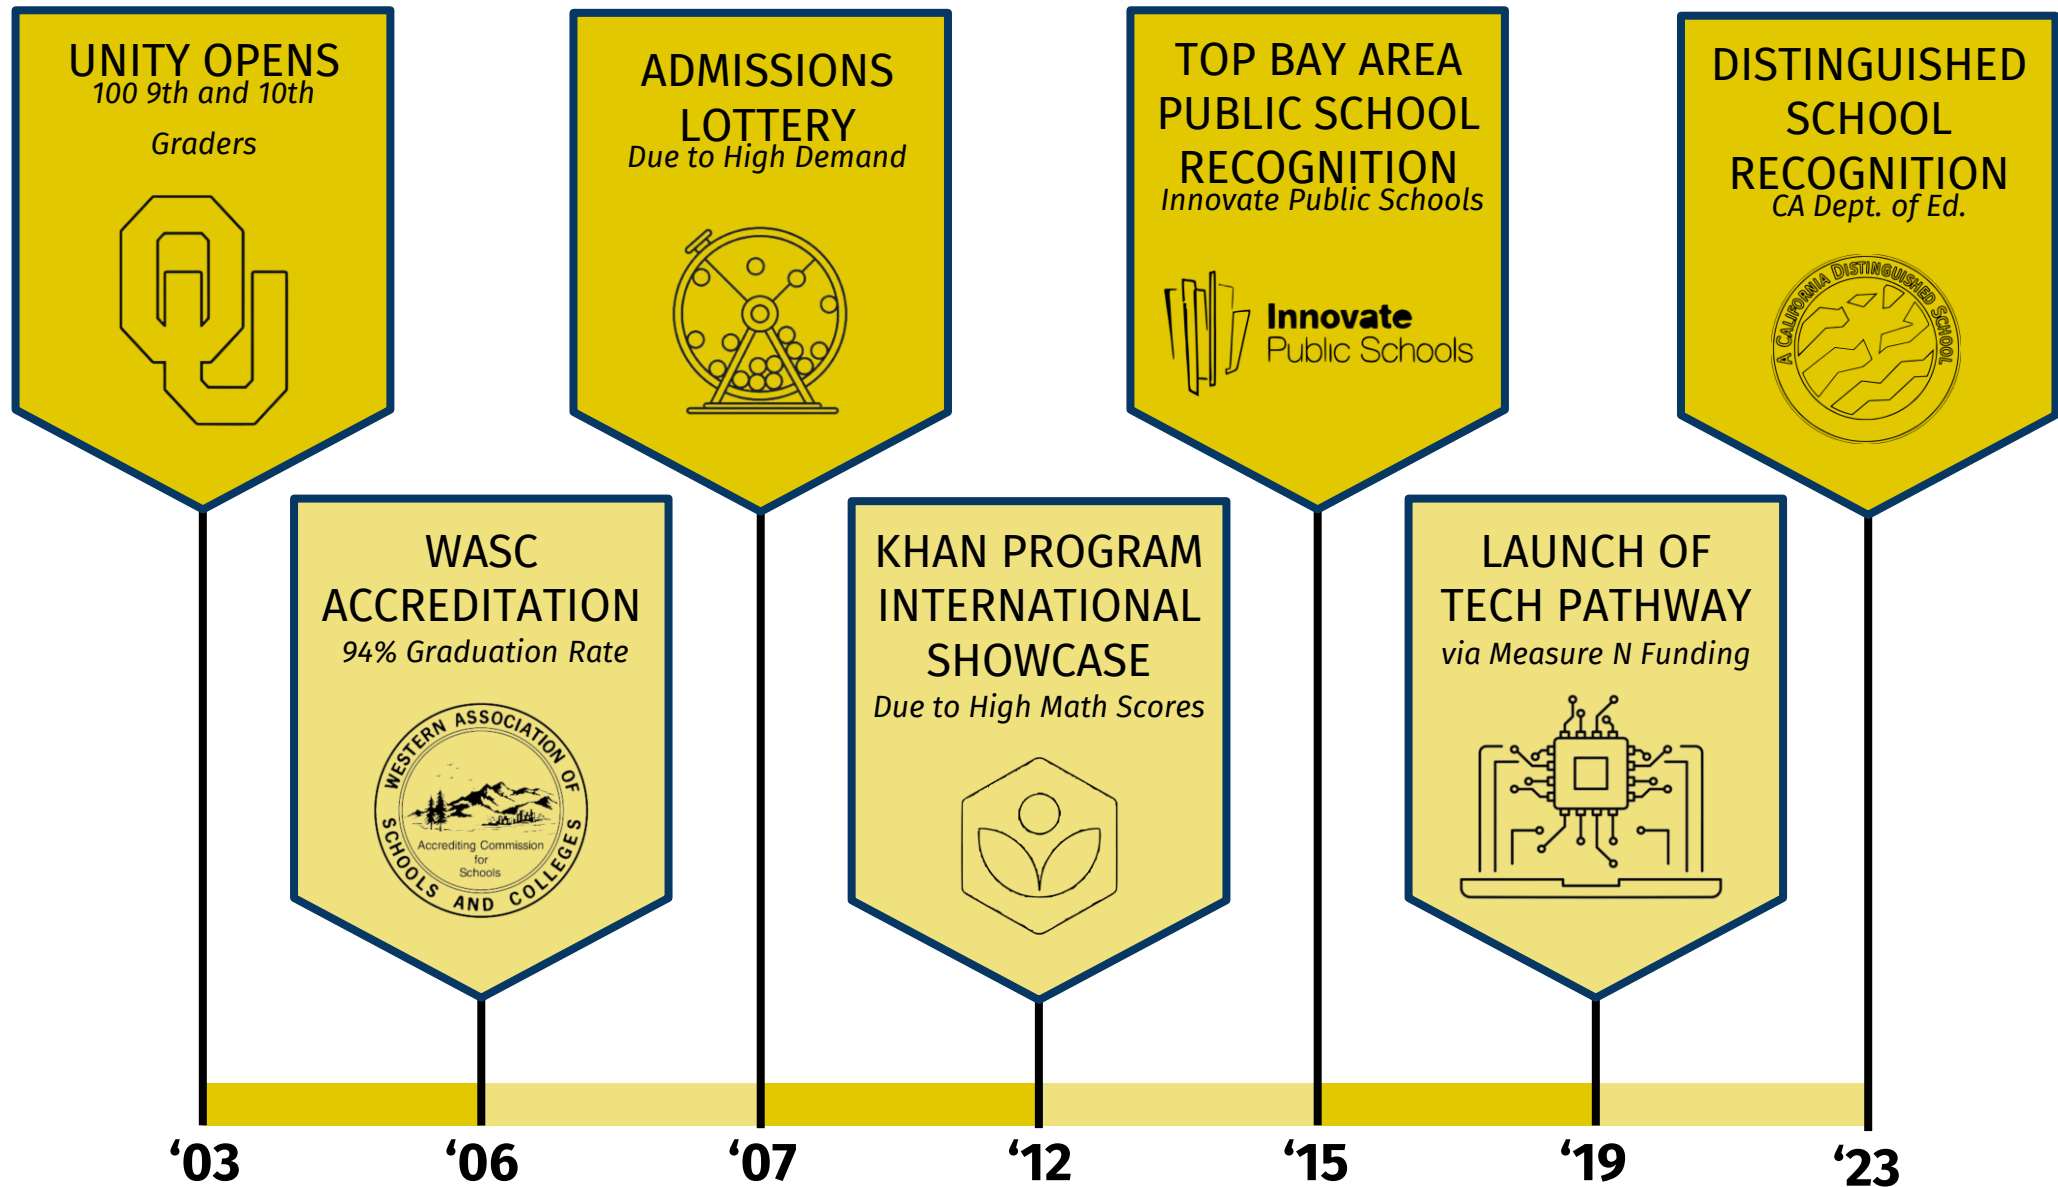 UNITY OPENS
100 9th and 10th
Graders
ADMISSIONS
LOTTERY
Due to High Demand
TOP BAY AREA
PUBLIC SCHOOL
RECOGNITION
Innovate Public Schools
Innovate
Public Schools
DISTINGUISHED
SCHOOL
RECOGNITION
CA Dept. of Ed.
A CALIFORNIA DISTINGUISHED SCHOOL
WASC
ACCREDITATION
94% Graduation Rate
WESTERN ASSOCIATION OF
SCHOOLS AND COLLEGES
Accrediting Commission
for
Schools
KHAN PROGRAM
INTERNATIONAL
SHOWCASE
Due to High Math Scores
LAUNCH OF
TECH PATHWAY
via Measure N Funding
‘03 ‘06 ‘07 ‘12 ‘15 ‘19 ‘23